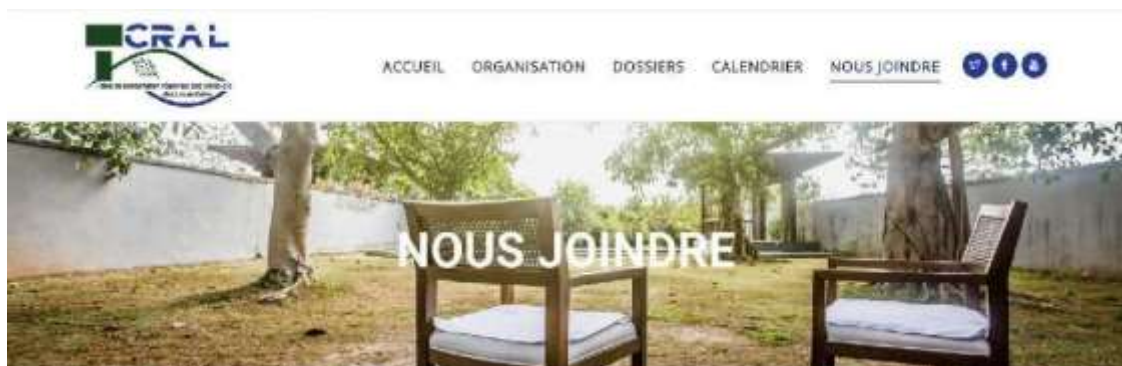 CRAL
ACCUEIL ORGANISATION DOSSIERS CALENDRIER NOUS JOINDRE
NOUS JOINDRE